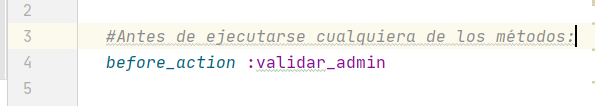 2
3 #Antes de ejecutarse cualquiera de los métodos:
4 before_action :validar_admin
5